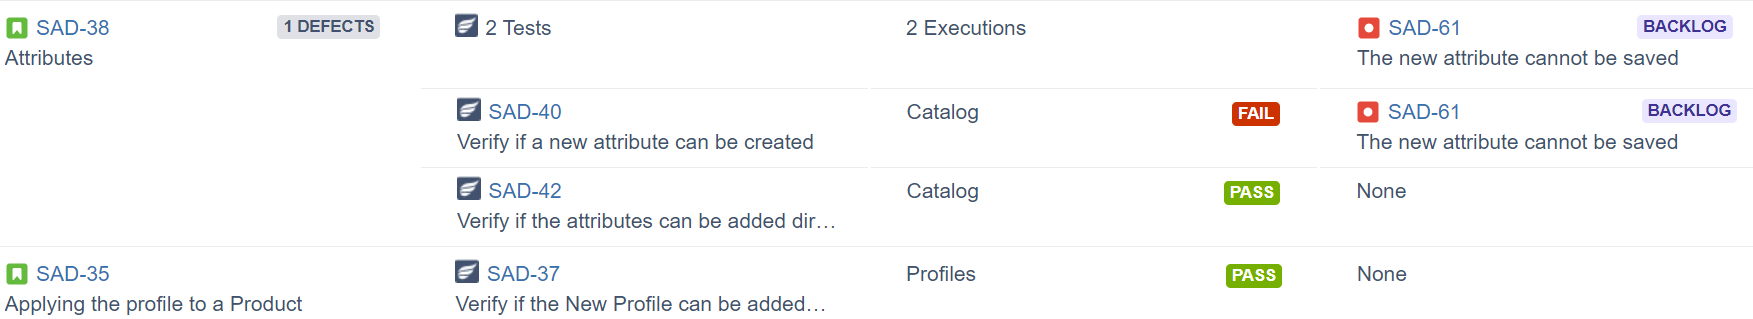 SAD-38 1 DEFECTS 2 Tests 2 Executions SAD-61 BACKLOG
Attributes The new attribute cannot be saved
SAD-40 Catalog FAIL SAD-61 BACKLOG
Verify if a new attribute can be created The new attribute cannot be saved
SAD-42 Catalog PASS None
Verify if the attributes can be added dir…
SAD-35 SAD-37 Profiles PASS None
Applying the profile to a Product Verify if the New Profile can be added…